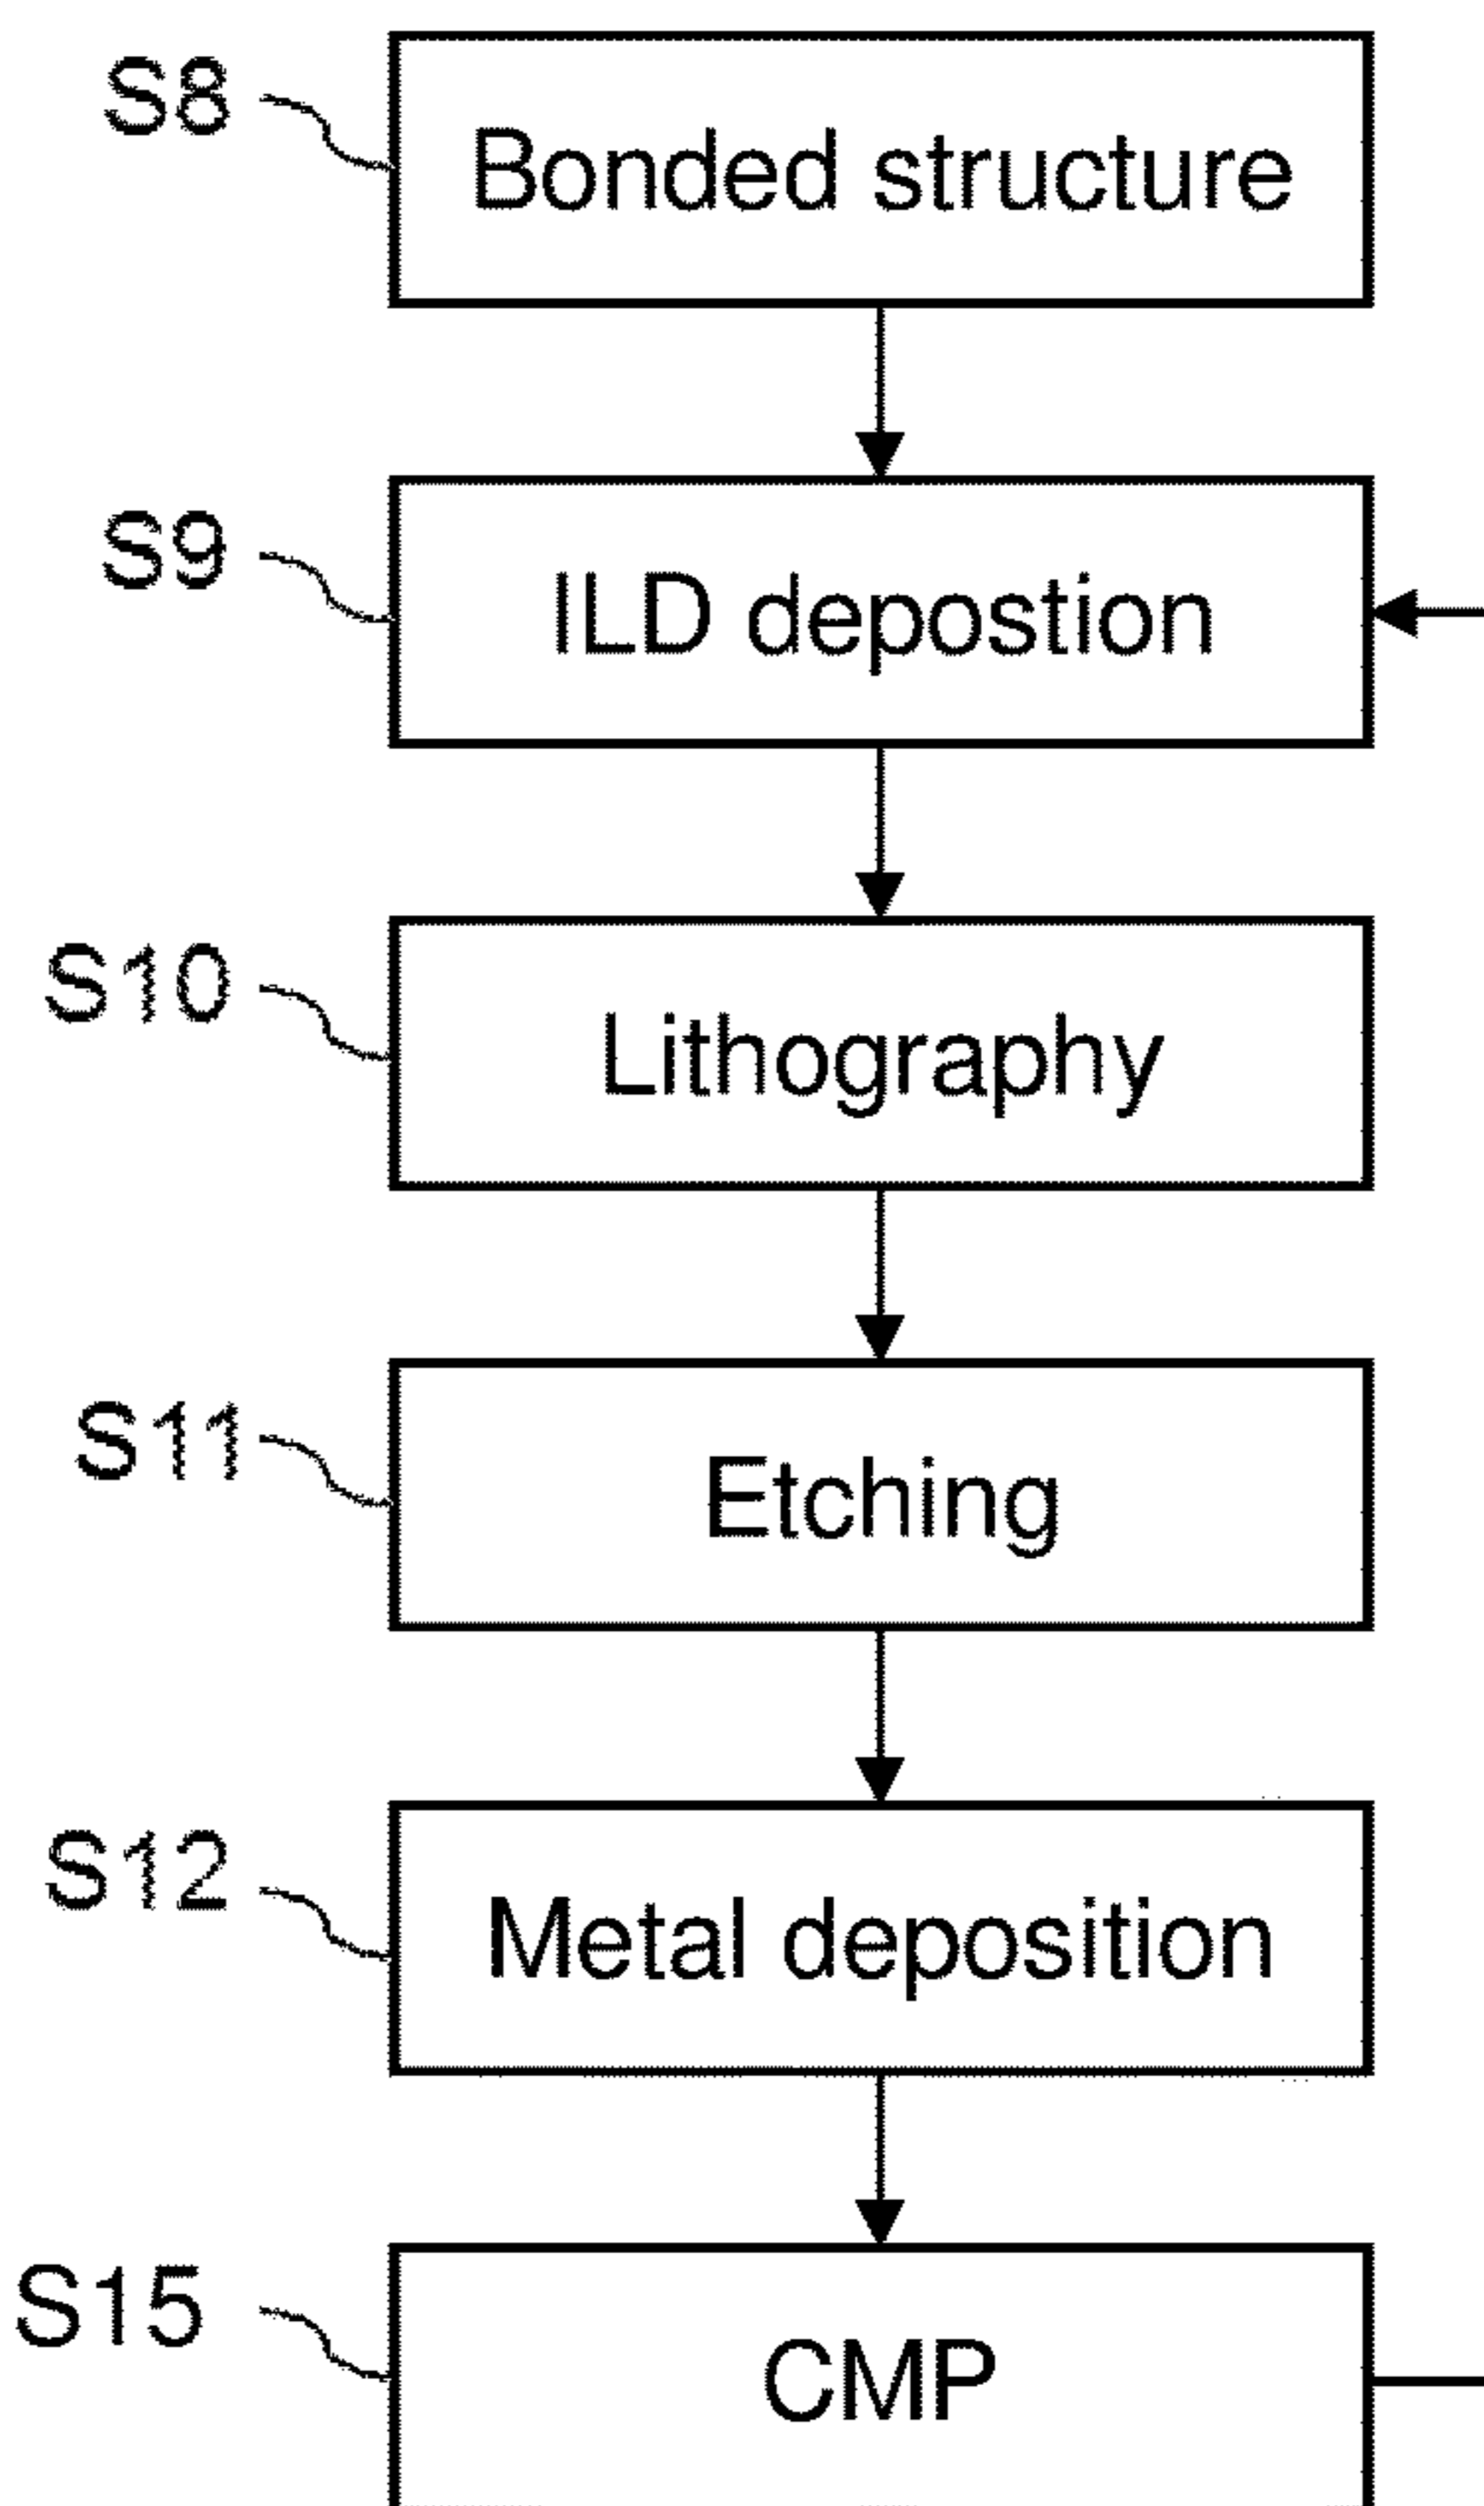 S8
Bonded structure
S9
ILD depostion
S10
Lithography
S11
Etching
S12
Metal deposition
S15
CMP